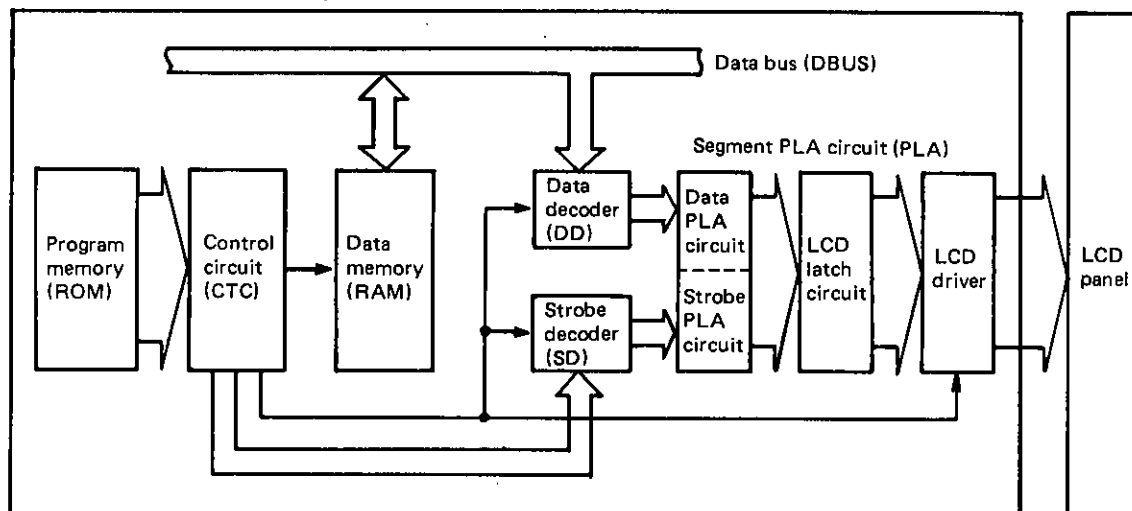 Data bus (DBUS)
Segment PLA circuit (PLA)
Program
memory
(ROM)
Control
circuit
(CTC)
Data
memory
(RAM)
Data
decoder
(DD)
Strobe
decoder
(SD)
Data
PLA
circuit
Strobe
PLA
circuit
LCD
latch
circuit
LCD
driver
LCD
panel